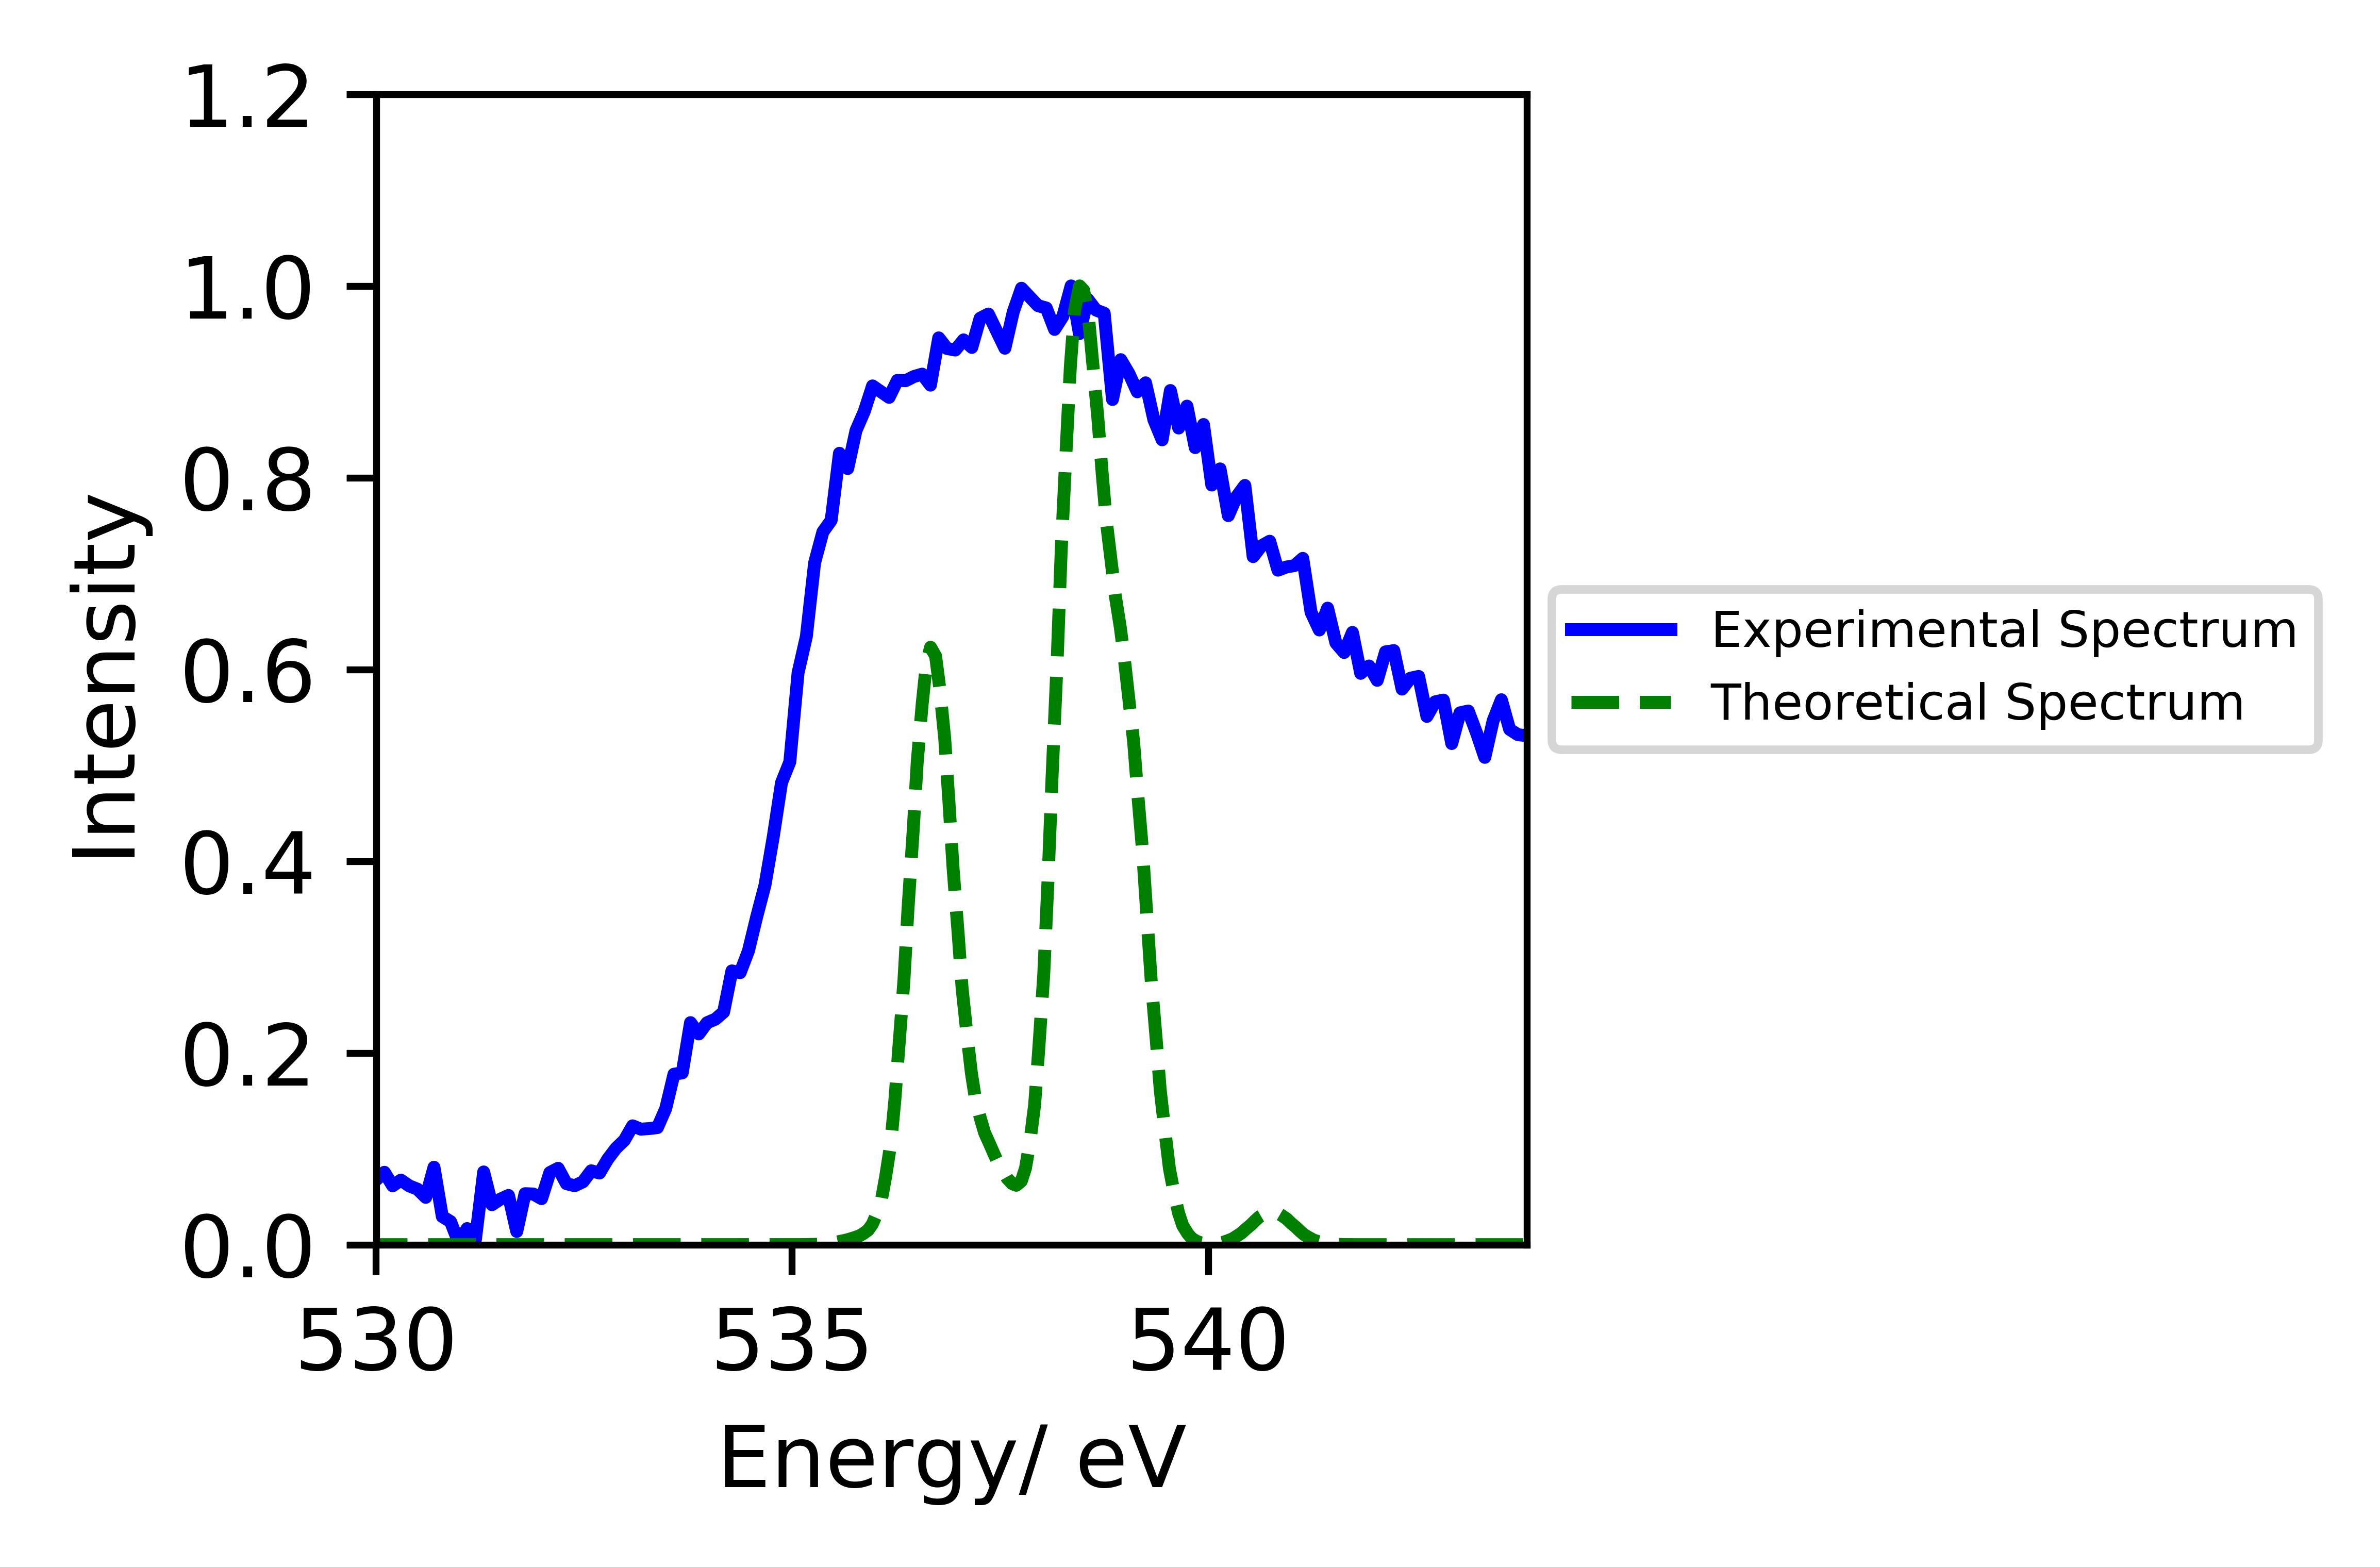 1.2
1.0
0.8
0.6
0.4
0.2
0.0
Intensity
530 535 540
Energy/ eV
Experimental Spectrum
Theoretical Spectrum